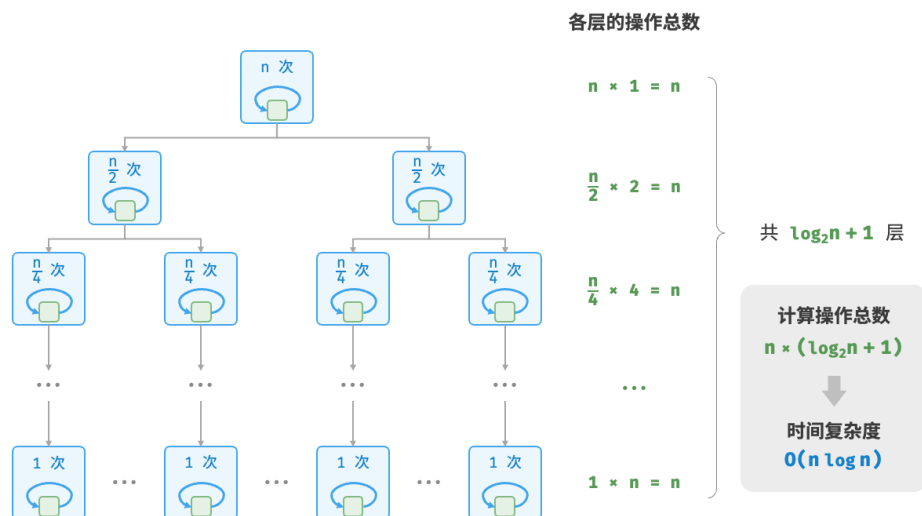 各层的操作总数
n 次
n × 1 = n
n/2 次 n/2 次
n/2 × 2 = n
共 log₂n + 1 层
n/4 次 n/4 次 n/4 次 n/4 次
n/4 × 4 = n
计算操作总数
n × (log₂n + 1)
... ... ... ...
...
时间复杂度
O(n log n)
1 次 ... 1 次 ... 1 次 ... 1 次
1 × n = n